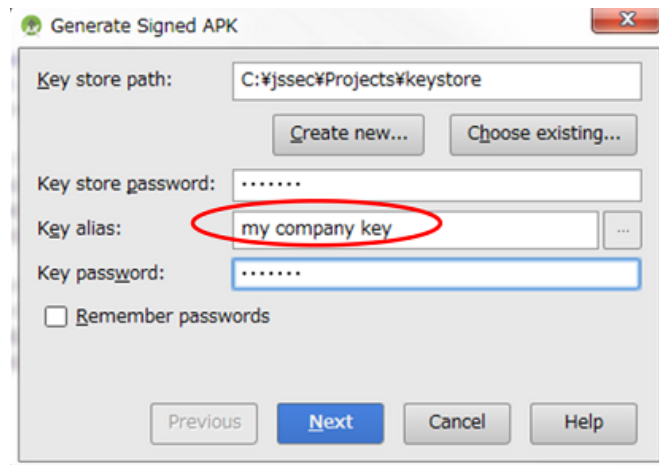 Generate Signed APK
Key store path: C:¥jssec¥Projects¥keystore
Create new... Choose existing...
Key store password: •••••••
Key alias: my company key ...
Key password: •••••••
Remember passwords
Previous Next Cancel Help